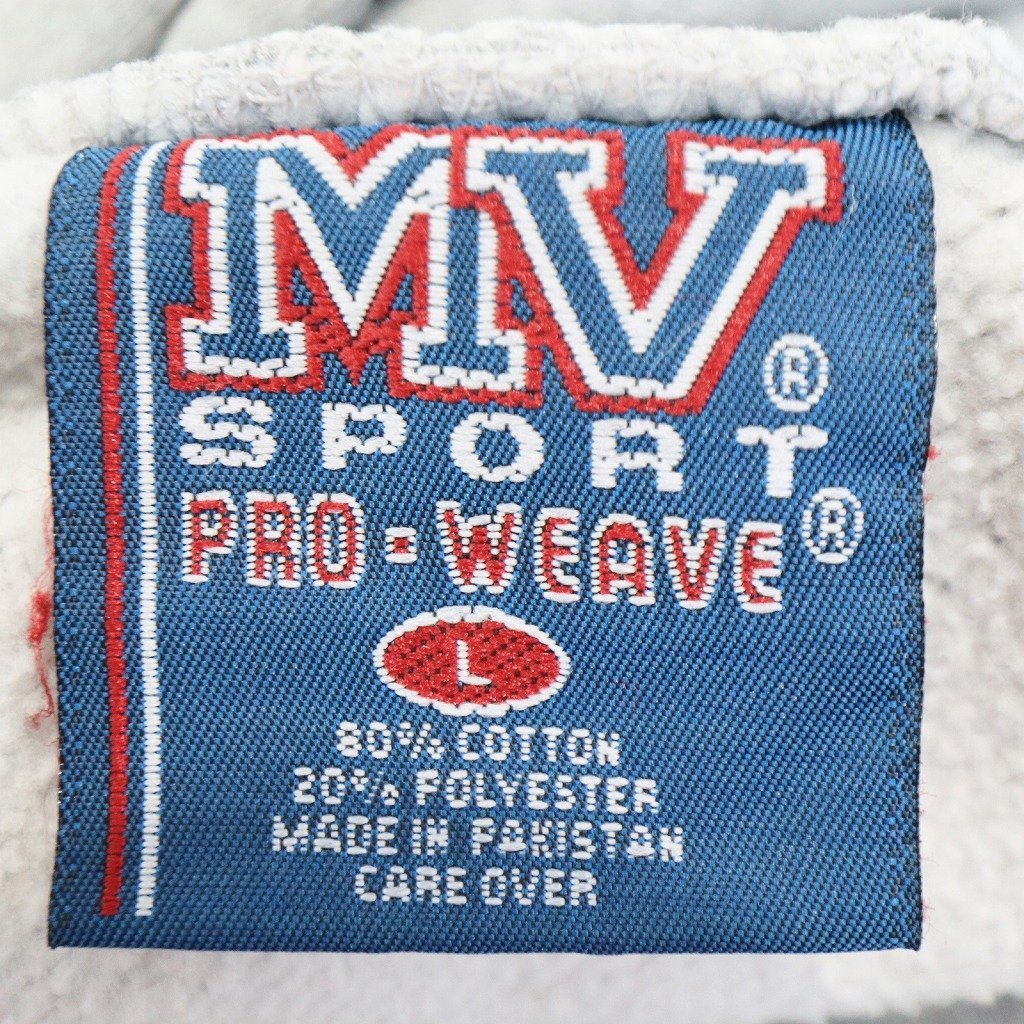 MV®
SPORT
PRO-WEAVE®
L
80% COTTON
20% POLYESTER
MADE IN PAKISTAN
CARE OVER